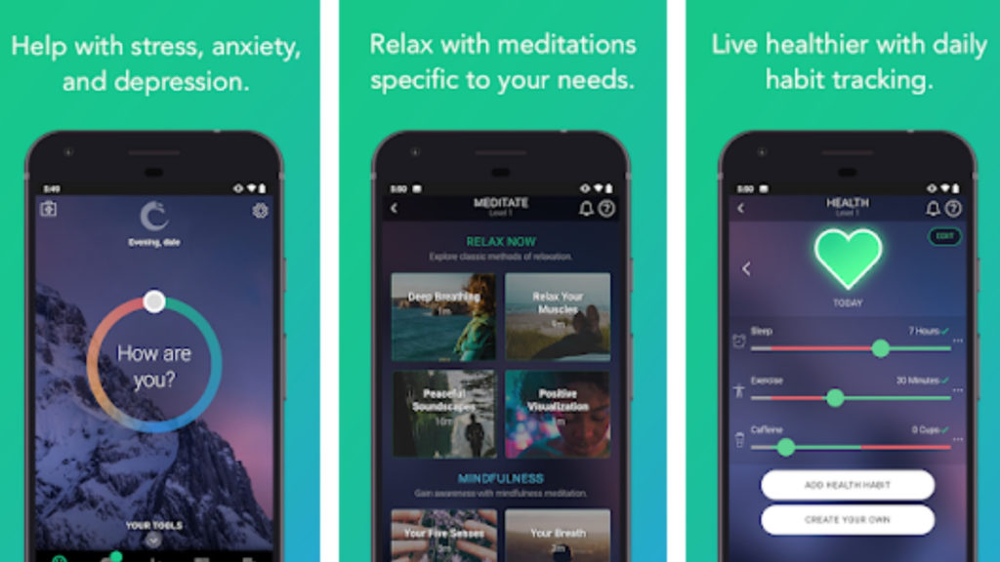 Help with stress, anxiety,
and depression.
5:49
Evening, dale
How are
you?
YOUR TOOLS
Relax with meditations
specific to your needs.
5:50
MEDITATE
Level 1
RELAX NOW
Explore classic methods of relaxation.
Deep Breathing
Relax Your
Muscles
Peaceful
Soundscapes
10m
Positive
Visualization
MINDFULNESS
Gain awareness with mindfulness meditation.
Your Five Senses
Your Breath
Live healthier with daily
habit tracking.
5:50
HEALTH
Level 1
EDIT
TODAY
Sleep
7 Hours
Exercise
30 Minutes
Caffeine
0 Cups
ADD HEALTH HABIT
CREATE YOUR OWN